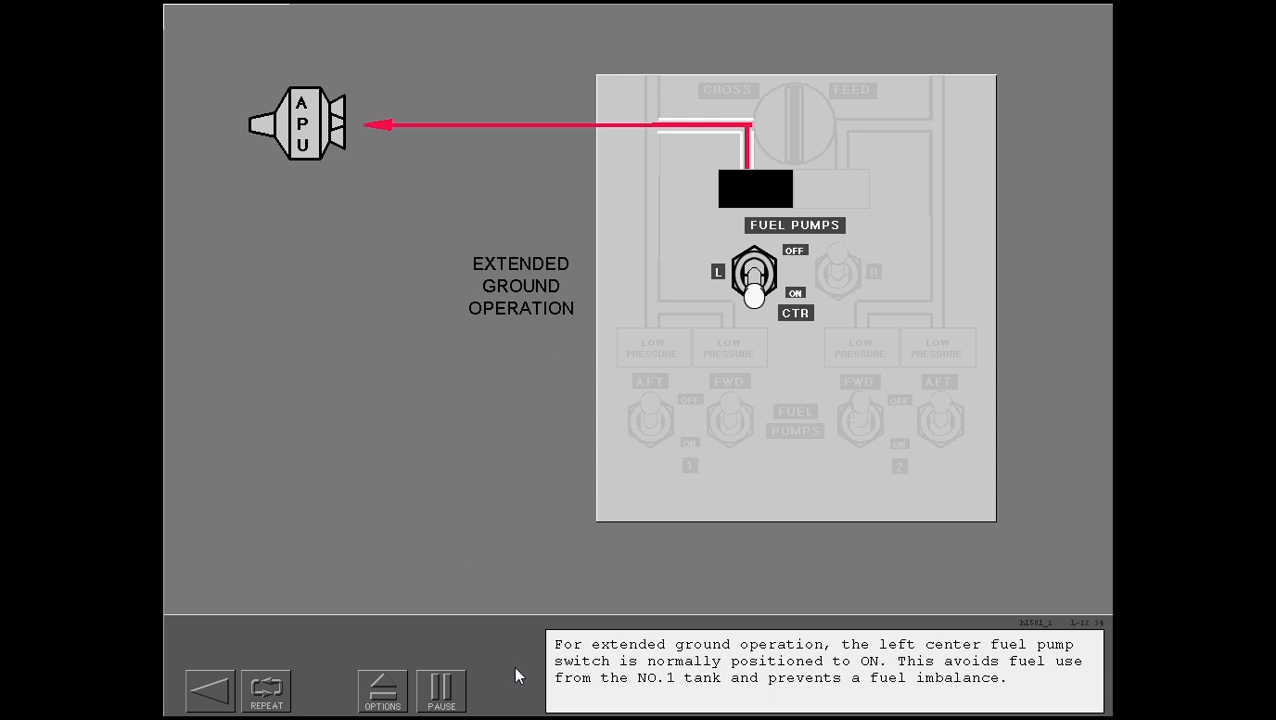 CROSS FEED
A
P
U
FUEL PUMPS
OFF
L R
EXTENDED
GROUND
OPERATION
ON
CTR
LOW
PRESSURE
LOW
PRESSURE
LOW
PRESSURE
LOW
PRESSURE
AFT FWD FWD AFT
OFF OFF
FUEL
PUMPS
ON ON
1 2
For extended ground operation, the left center fuel pump
switch is normally positioned to ON. This avoids fuel use
from the NO.1 tank and prevents a fuel imbalance.
REPEAT OPTIONS PAUSE